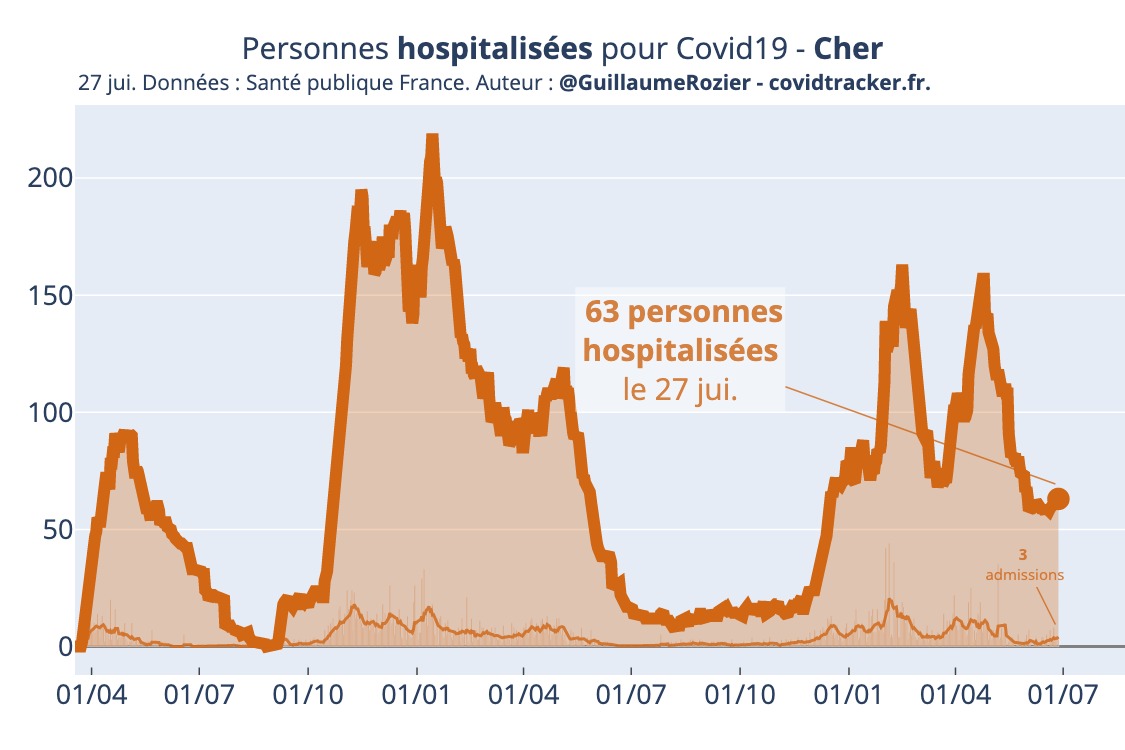 Personnes hospitalisées pour Covid19 - Cher
27 jui. Données : Santé publique France. Auteur : @GuillaumeRozier - covidtracker.fr.
200
150
63 personnes
hospitalisées
le 27 jui.
100
50
3
admissions
0
01/04 01/07 01/10 01/01 01/04 01/07 01/10 01/01 01/04 01/07